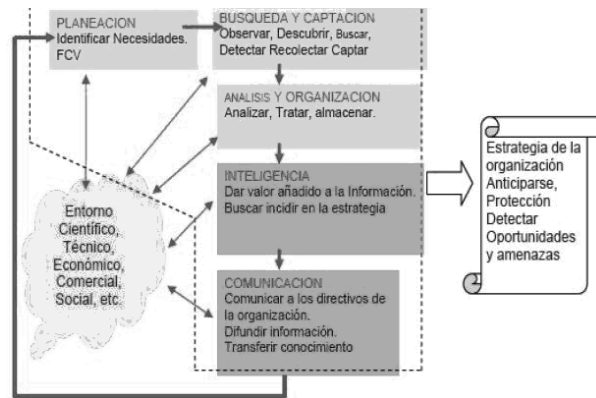 PLANEACION
Identificar Necesidades.
FCV
BUSQUEDA Y CAPTACION
Observar, Descubrir, Buscar,
Detectar Recolectar Captar
ANALISIS Y ORGANIZACION
Analizar, Tratar, almacenar.
INTELIGENCIA
Dar valor añadido a la Información.
Buscar incidir en la estrategia
COMUNICACION
Comunicar a los directivos de
la organización.
Difundir información.
Transferir conocimiento
Entorno
Científico,
Técnico,
Económico,
Comercial,
Social, etc.
Estrategia de la
organización
Anticiparse,
Protección
Detectar
Oportunidades
y amenazas